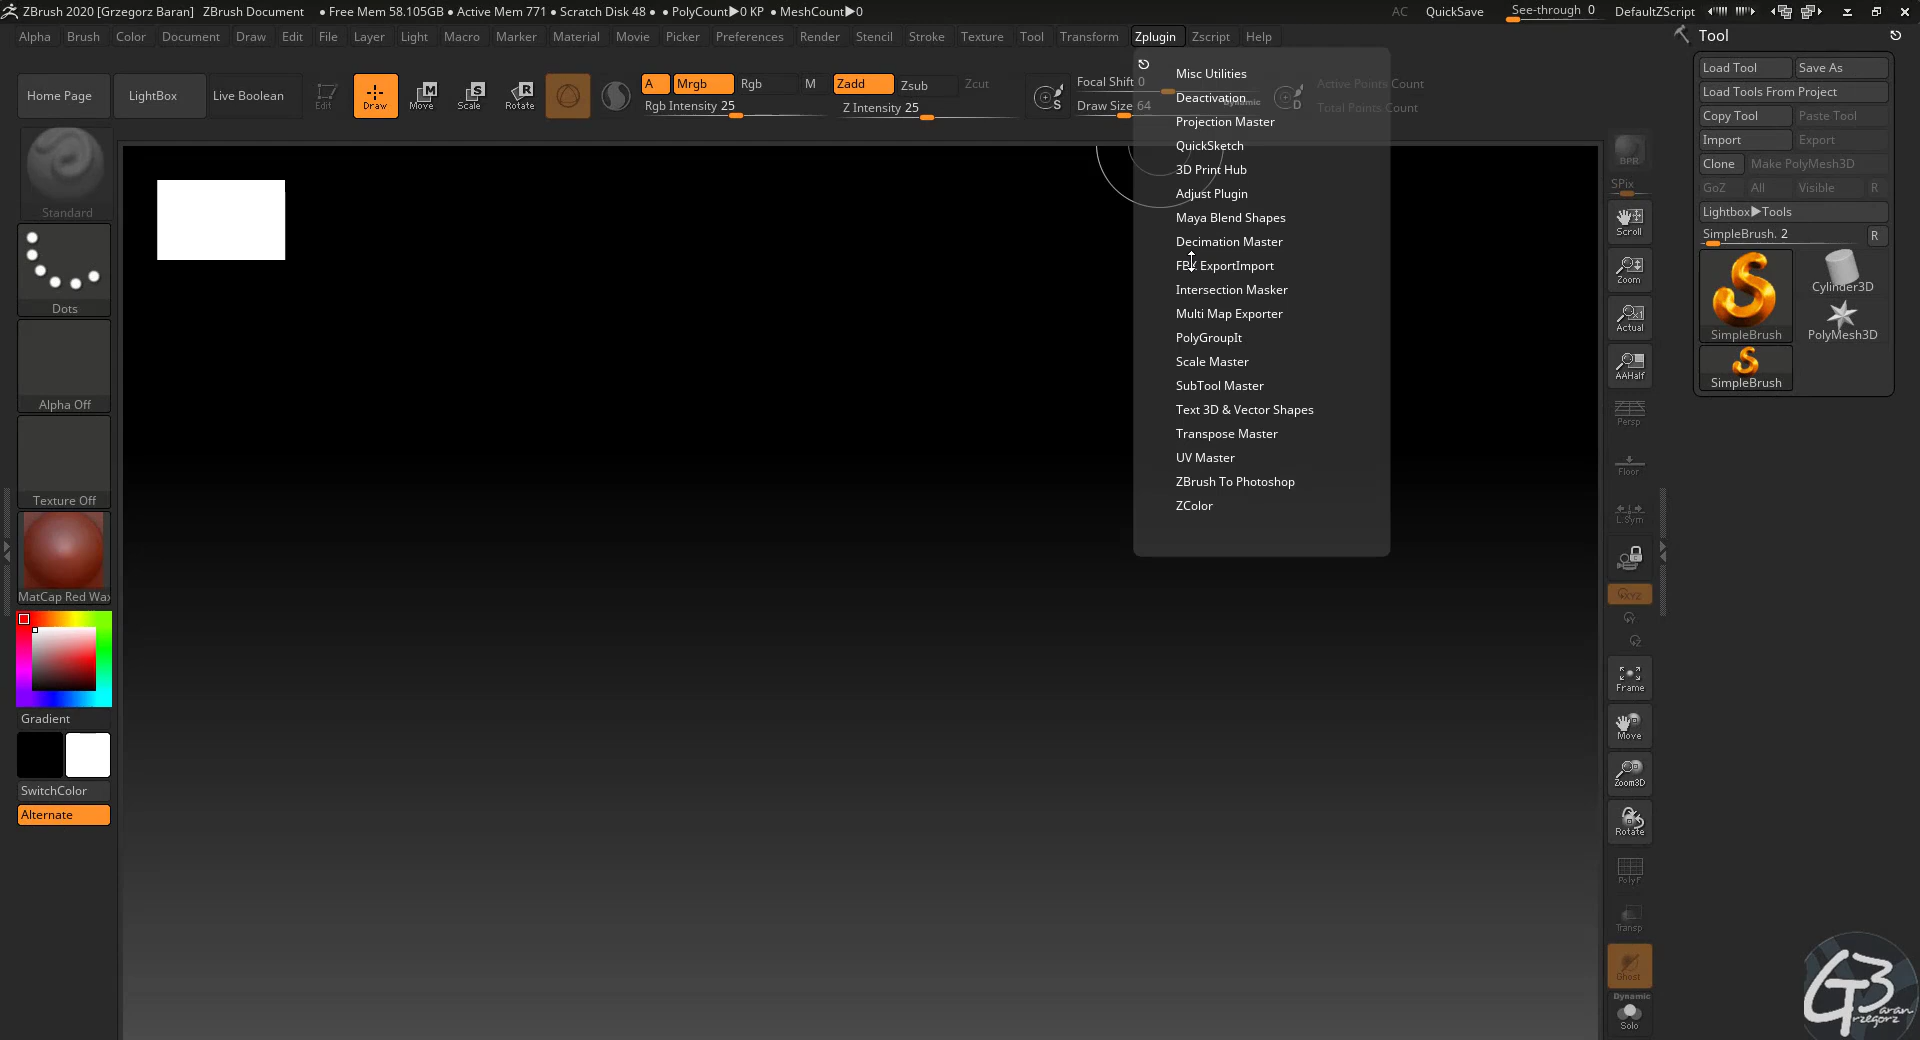 ZBrush 2020 [Grzegorz Baran] ZBrush Document • Free Mem 58.105GB • Active Mem 771 • Scratch Disk 48 • • PolyCount▶0 KP • MeshCount▶0 AC QuickSave See-through 0 DefaultZScript
Alpha Brush Color Document Draw Edit File Layer Light Macro Marker Material Movie Picker Preferences Render Stencil Stroke Texture Tool Transform Zplugin Zscript Help
Home Page LightBox Live Boolean
Edit Draw Move Scale Rotate
A Mrgb Rgb M Zadd Zsub Zcut
Rgb Intensity 25 Z Intensity 25
Focal Shift 0
Draw Size 64
Dynamic
S D
Active Points Count
Total Points Count
Standard
Dots
Alpha Off
Texture Off
MatCap Red Wax
Gradient
SwitchColor
Alternate
Misc Utilities
Deactivation
Projection Master
QuickSketch
3D Print Hub
Adjust Plugin
Maya Blend Shapes
Decimation Master
FBX ExportImport
Intersection Masker
Multi Map Exporter
PolyGroupIt
Scale Master
SubTool Master
Text 3D & Vector Shapes
Transpose Master
UV Master
ZBrush To Photoshop
ZColor
BPR
SPix
Scroll
Zoom
Actual
AAHalf
Persp
Floor
L.Sym
XYZ
Y
Z
Frame
Move
Zoom3D
Rotate
PolyF
Transp
Ghost
Dynamic
Solo
Tool
Load Tool Save As
Load Tools From Project
Copy Tool Paste Tool
Import Export
Clone Make PolyMesh3D
GoZ All Visible R
Lightbox▶Tools
SimpleBrush. 2 R
SimpleBrush
Cylinder3D
PolyMesh3D
SimpleBrush
Grzegorz
Baran